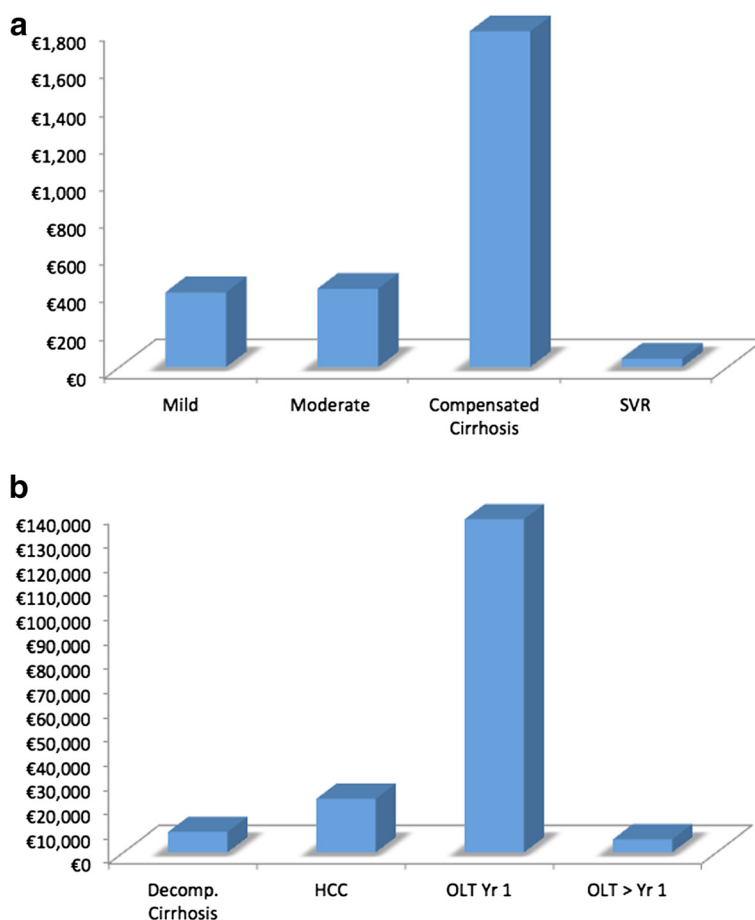 a
€1,800
€1,600
€1,400
€1,200
€1,000
€800
€600
€400
€200
€0
Mild
Moderate
Compensated
Cirrhosis
SVR
b
€140,000
€130,000
€120,000
€110,000
€100,000
€90,000
€80,000
€70,000
€60,000
€50,000
€40,000
€30,000
€20,000
€10,000
€0
Decomp.
Cirrhosis
HCC
OLT Yr 1
OLT > Yr 1